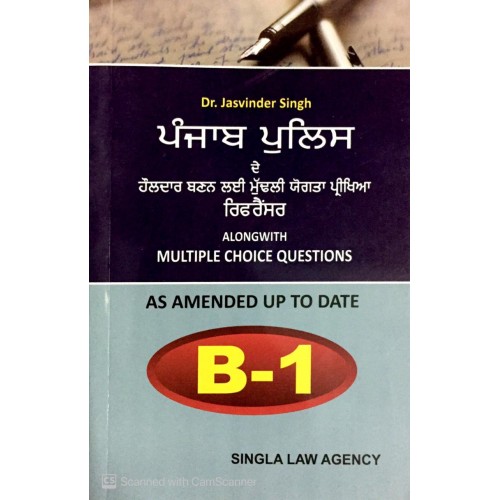 Dr. Jasvinder Singh
ਪੰਜਾਬ ਪੁਲਿਸ
ਦੇ
ਹੌਲਦਾਰ ਬਣਨ ਲਈ ਮੁੱਢਲੀ ਯੋਗਤਾ ਪ੍ਰੀਖਿਆ
ਰਿਫਰੈਂਸਰ
ALONGWITH
MULTIPLE CHOICE QUESTIONS
AS AMENDED UP TO DATE
B-1
SINGLA LAW AGENCY
CS Scanned with CamScanner